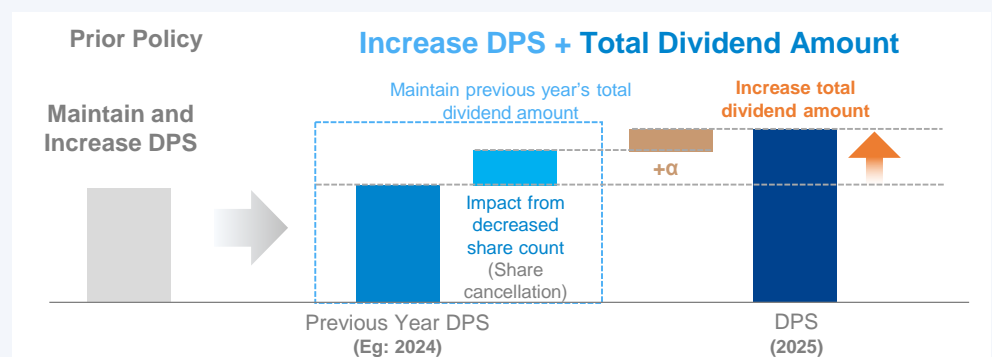 Prior Policy
Increase DPS + Total Dividend Amount
Maintain and
Increase DPS
Maintain previous year's total
dividend amount
Increase total
dividend amount
+α
Impact from
decreased
share count
(Share
cancellation)
Previous Year DPS
(Eg: 2024)
DPS
(2025)